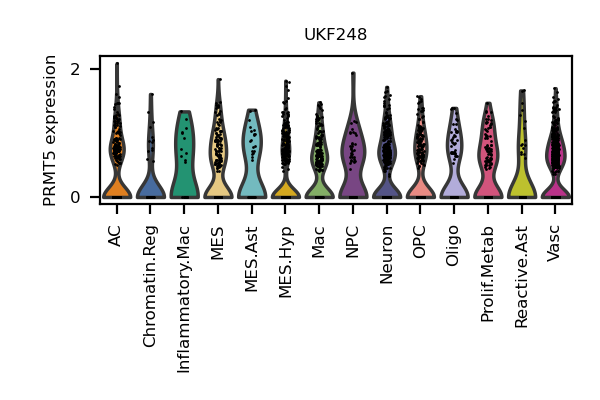 UKF248
PRMT5 expression
2
0
AC
Chromatin.Reg
Inflammatory.Mac
MES
MES.Ast
MES.Hyp
Mac
NPC
Neuron
OPC
Oligo
Prolif.Metab
Reactive.Ast
Vasc